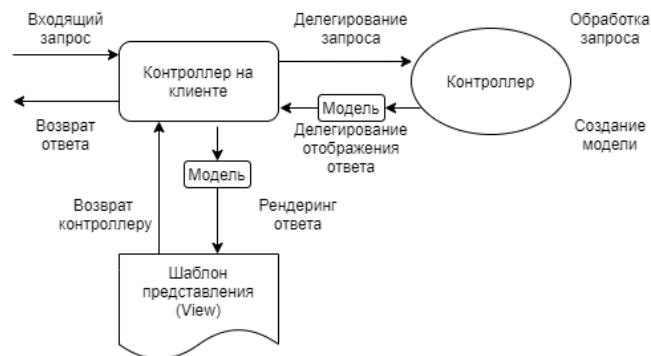 Входящий
запрос
Делегирование
запроса
Обработка
запроса
Контроллер на
клиенте
Контроллер
Модель
Возврат
ответа
Делегирование
отображения
ответа
Создание
модели
Модель
Возврат
контроллеру
Рендеринг
ответа
Шаблон
представления
(View)